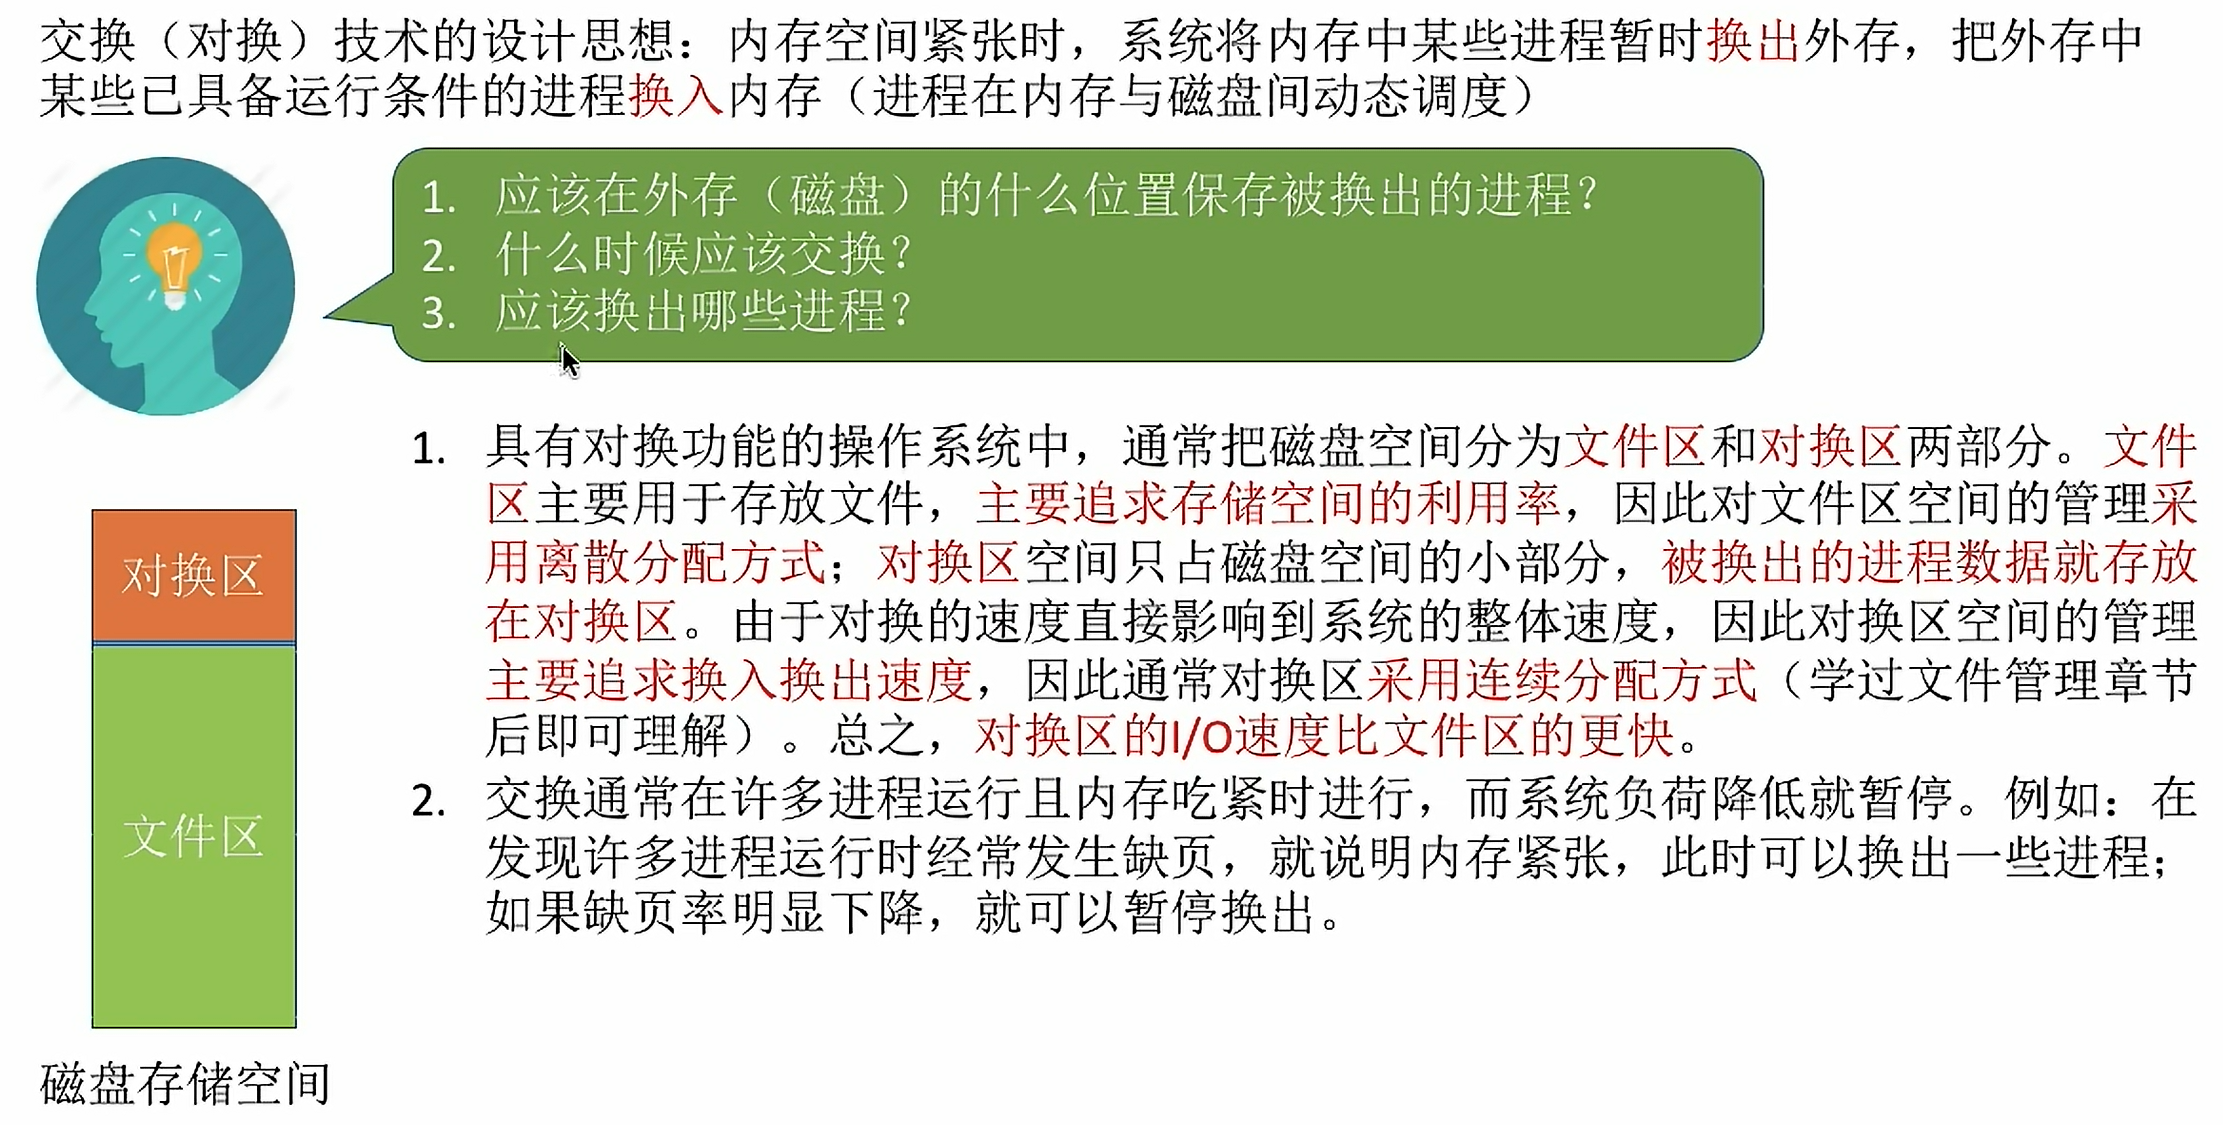 交换（对换）技术的设计思想：内存空间紧张时，系统将内存中某些进程暂时换出外存，把外存中
某些已具备运行条件的进程换入内存（进程在内存与磁盘间动态调度）
1. 应该在外存（磁盘）的什么位置保存被换出的进程？
2. 什么时候应该交换？
3. 应该换出哪些进程？
1. 具有对换功能的操作系统中，通常把磁盘空间分为文件区和对换区两部分。文件
区主要用于存放文件，主要追求存储空间的利用率，因此对文件区空间的管理采
用离散分配方式；对换区空间只占磁盘空间的小部分，被换出的进程数据就存放
在对换区。由于对换的速度直接影响到系统的整体速度，因此对换区空间的管理
主要追求换入换出速度，因此通常对换区采用连续分配方式（学过文件管理章节
后即可理解）。总之，对换区的I/O速度比文件区的更快。
2. 交换通常在许多进程运行且内存吃紧时进行，而系统负荷降低就暂停。例如：在
发现许多进程运行时经常发生缺页，就说明内存紧张，此时可以换出一些进程；
如果缺页率明显下降，就可以暂停换出。
对换区
文件区
磁盘存储空间